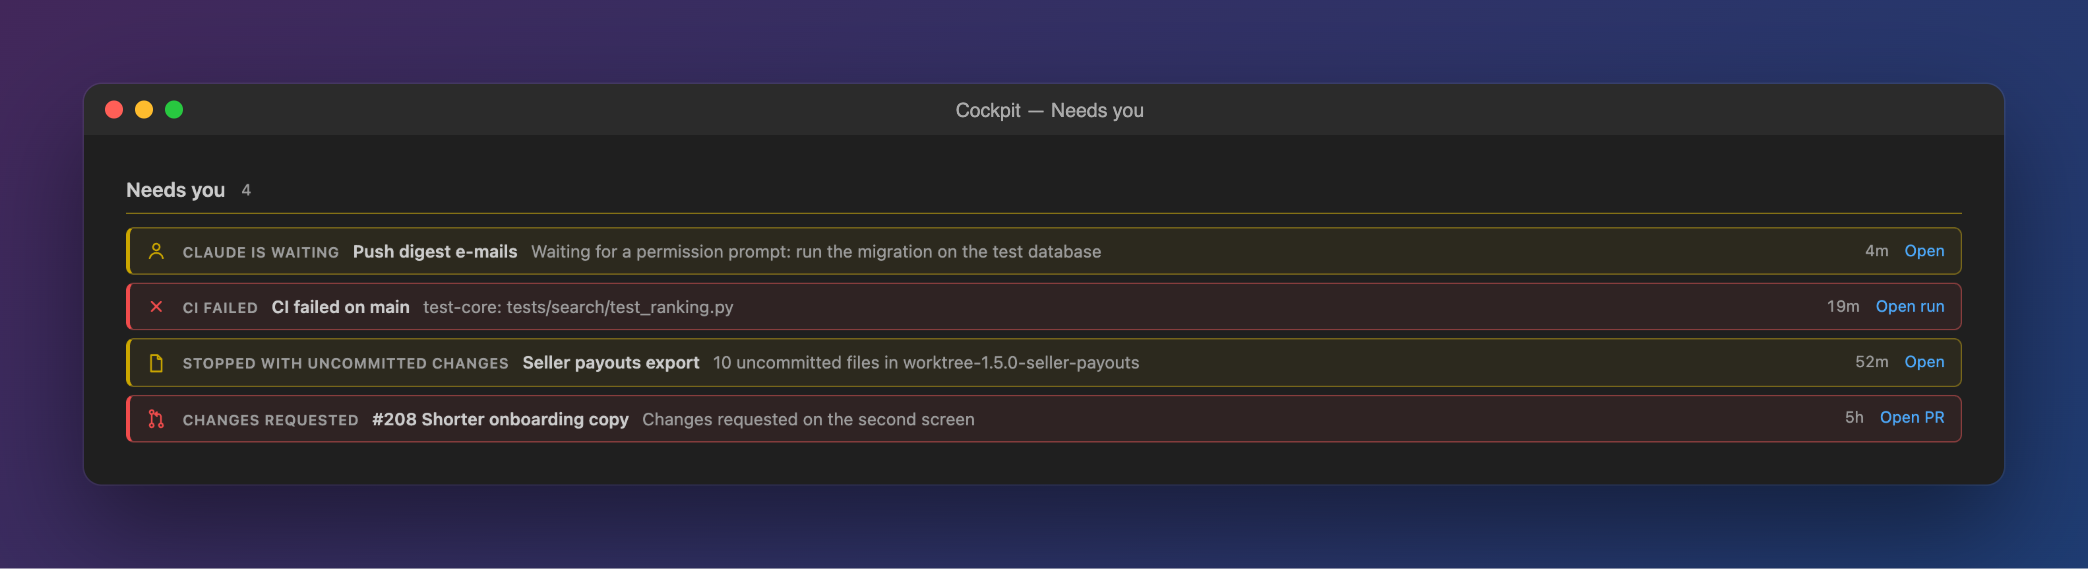 Cockpit — Needs you
Needs you 4
CLAUDE IS WAITING Push digest e-mails Waiting for a permission prompt: run the migration on the test database 4m Open
CI FAILED CI failed on main test-core: tests/search/test_ranking.py 19m Open run
STOPPED WITH UNCOMMITTED CHANGES Seller payouts export 10 uncommitted files in worktree-1.5.0-seller-payouts 52m Open
CHANGES REQUESTED #208 Shorter onboarding copy Changes requested on the second screen 5h Open PR